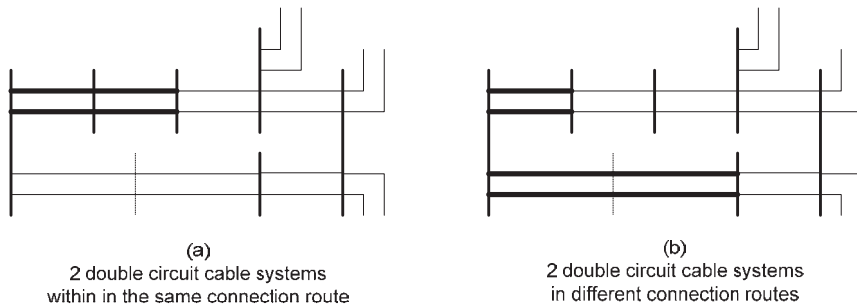 (a)
2 double circuit cable systems
within in the same connection route
(b)
2 double circuit cable systems
in different connection routes